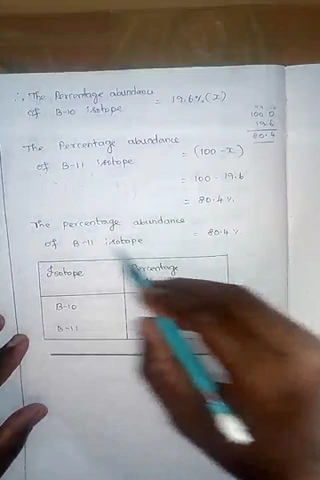 ∴ The Percentage abundance = 19.6% (x)
of B-10 isotope
100.0
19.6
80.4
The Percentage abundance
of B-11 isotope = (100-x)
= 100 - 19.6
= 80.4%
The percentage abundance
of B-11 isotope = 80.4%
Isotope Percentage
B-10
B-11